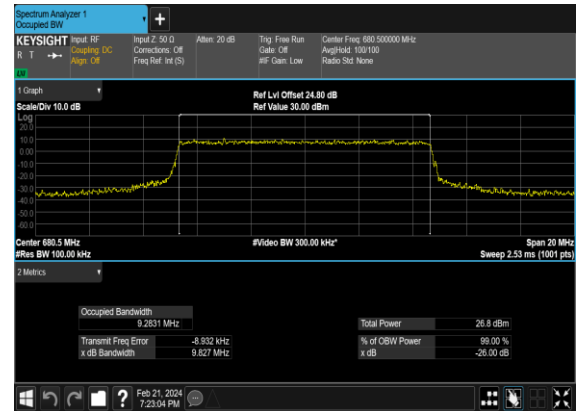 Spectrum Analyzer 1
Occupied BW
+
KEYSIGHT Input: RF Input Z: 50 Ω Atten: 20 dB Trig: Free Run Center Freq: 680.500000 MHz
R T Coupling: DC Corrections: Off Gate: Off Avg|Hold: 100/100
Align: Off Freq Ref: Int (S) #IF Gain: Low Radio Std: None
1 Graph Ref Lvl Offset 24.80 dB
Scale/Div 10.0 dB Ref Value 30.00 dBm
Log
20.0
10.0
0.00
-10.0
-20.0
-30.0
-40.0
-50.0
-60.0
Center 680.5 MHz #Video BW 300.00 kHz* Span 20 MHz
#Res BW 100.00 kHz Sweep 2.53 ms (1001 pts)
2 Metrics
Occupied Bandwidth
9.2831 MHz Total Power 26.8 dBm
Transmit Freq Error -8.932 kHz % of OBW Power 99.00 %
x dB Bandwidth 9.827 MHz x dB -26.00 dB
? Feb 21, 2024
7:23:04 PM